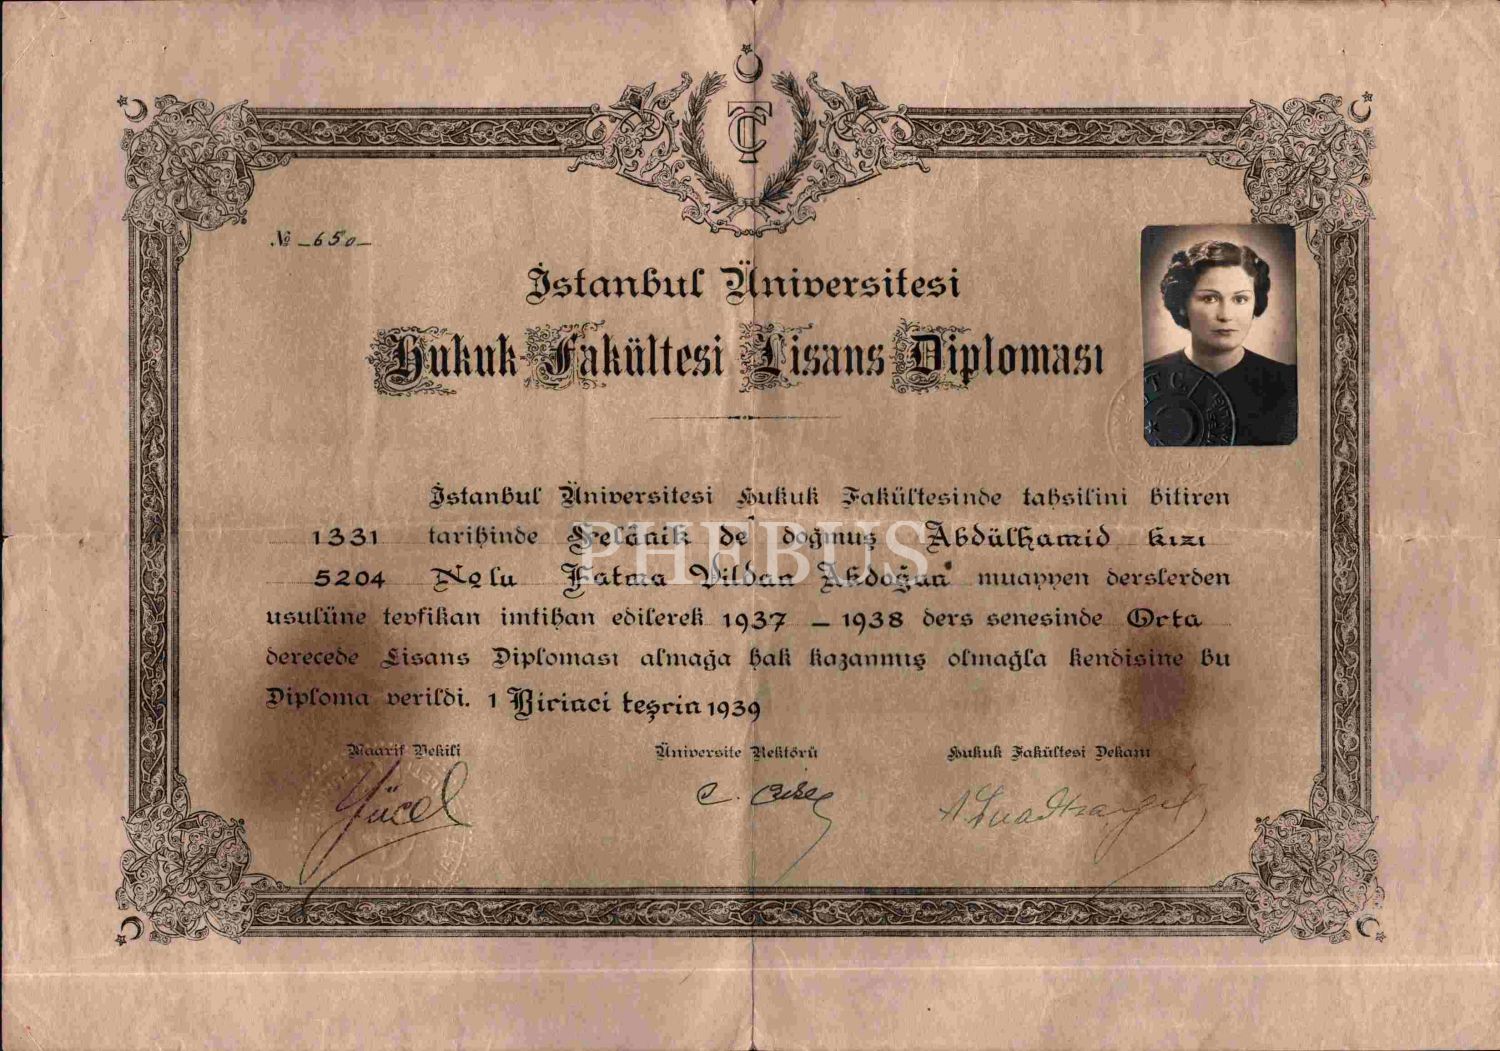 № 650
TC
İstanbul Üniversitesi
Hukuk Fakültesi Lisans Diploması
İstanbul Üniversitesi Hukuk Fakültesinde tahsilini bitiren
1331 tarihinde Selânik de doğmuş Abdülhamid kızı
5204 No lu Fatma Vildan Akdoğan muayyen derslerden
usulüne tevfikan imtihan edilerek 1937 – 1938 ders senesinde Orta
derecede Lisans Diploması almağa hak kazanmış olmağla kendisine bu
Diploma verildi. 1 Birinci teşrin 1939
Maarif Vekili Üniversite Rektörü Hukuk Fakültesi Dekanı
Yücel C.
PHEBUS
T.C.